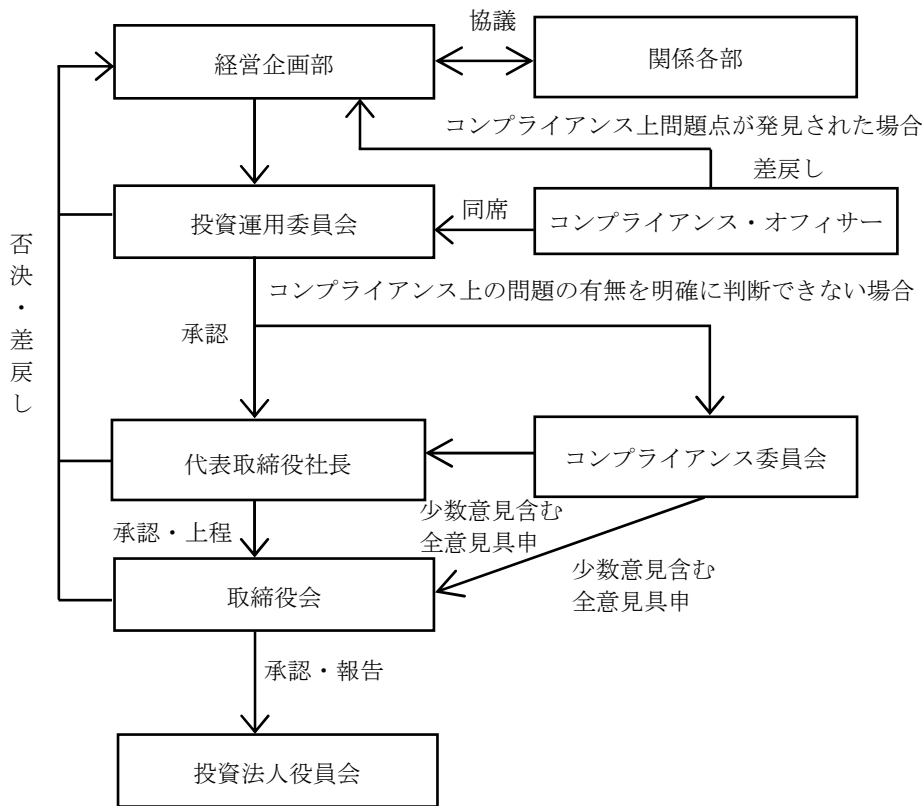 協議
経営企画部
関係各部
コンプライアンス上問題点が発見された場合
差戻し
投資運用委員会
同席
コンプライアンス・オフィサー
否決・差戻し
コンプライアンス上の問題の有無を明確に判断できない場合
承認
代表取締役社長
コンプライアンス委員会
承認・上程
少数意見含む
全意見具申
取締役会
少数意見含む
全意見具申
承認・報告
投資法人役員会